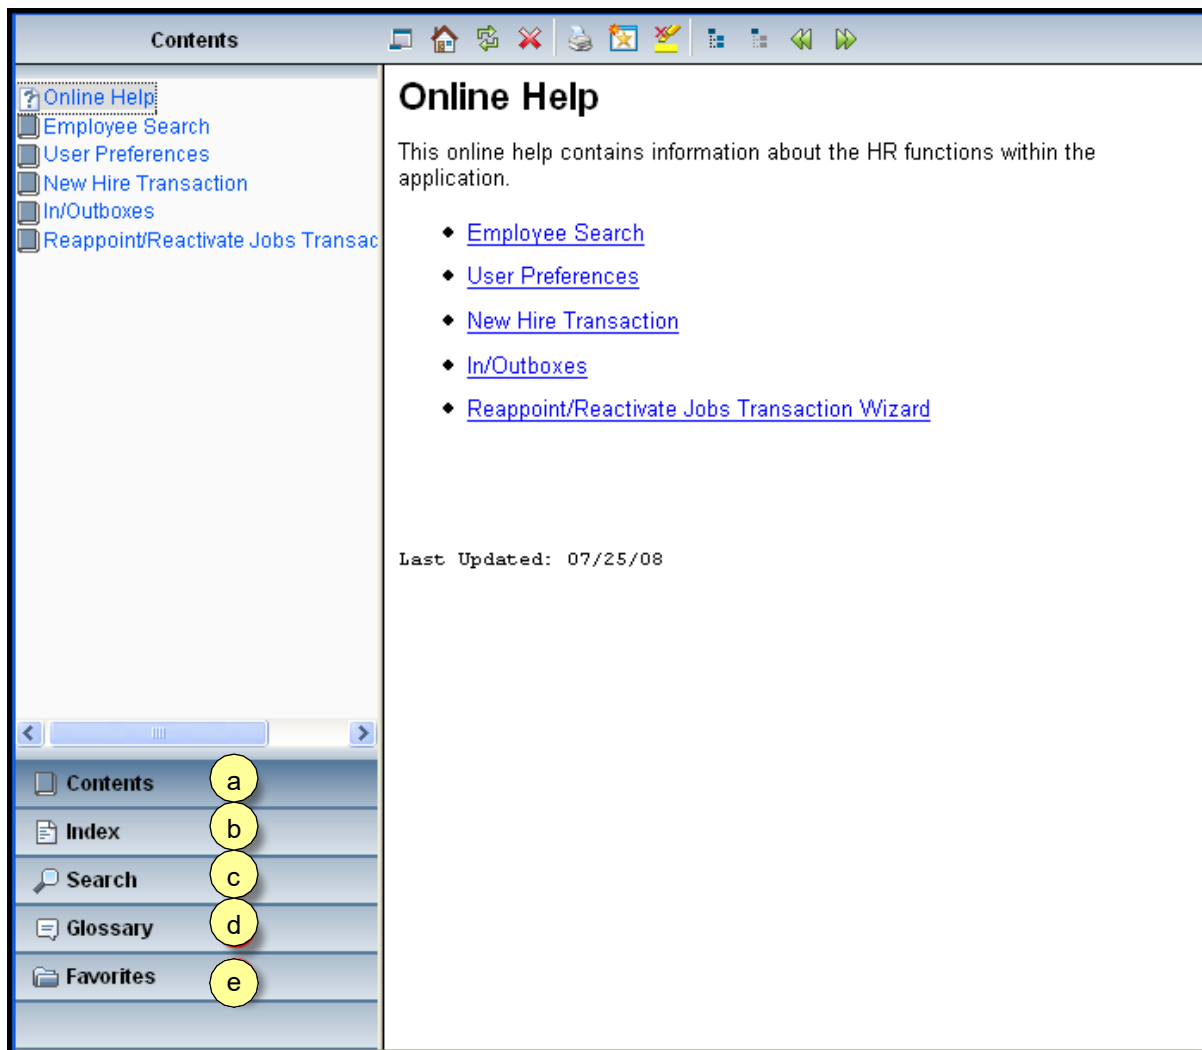 Contents
Online Help
Employee Search
User Preferences
New Hire Transaction
In/Outboxes
Reappoint/Reactivate Jobs Transac
Contents a
Index b
Search c
Glossary d
Favorites e
Online Help
This online help contains information about the HR functions within the
application.
Employee Search
User Preferences
New Hire Transaction
In/Outboxes
Reappoint/Reactivate Jobs Transaction Wizard
Last Updated: 07/25/08